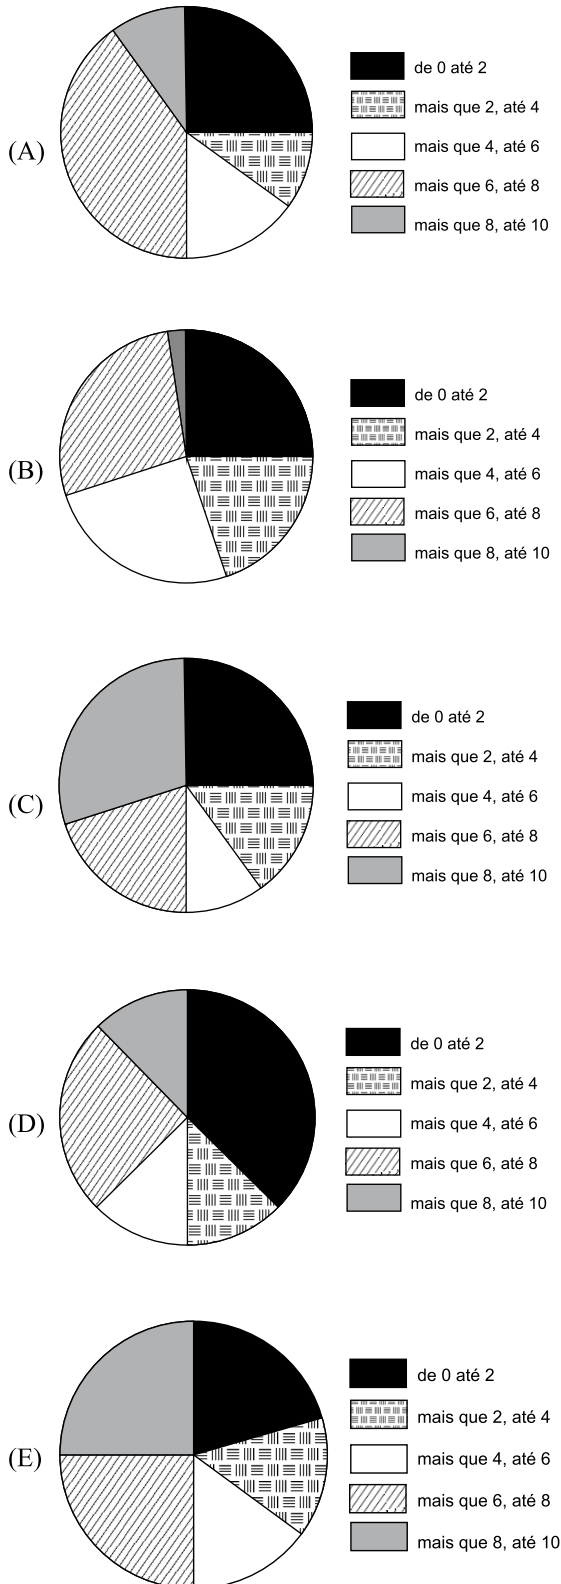 de 0 até 2
mais que 2, até 4
(A)
mais que 4, até 6
mais que 6, até 8
mais que 8, até 10
de 0 até 2
mais que 2, até 4
(B)
mais que 4, até 6
mais que 6, até 8
mais que 8, até 10
de 0 até 2
mais que 2, até 4
(C)
mais que 4, até 6
mais que 6, até 8
mais que 8, até 10
de 0 até 2
mais que 2, até 4
(D)
mais que 4, até 6
mais que 6, até 8
mais que 8, até 10
de 0 até 2
mais que 2, até 4
(E)
mais que 4, até 6
mais que 6, até 8
mais que 8, até 10